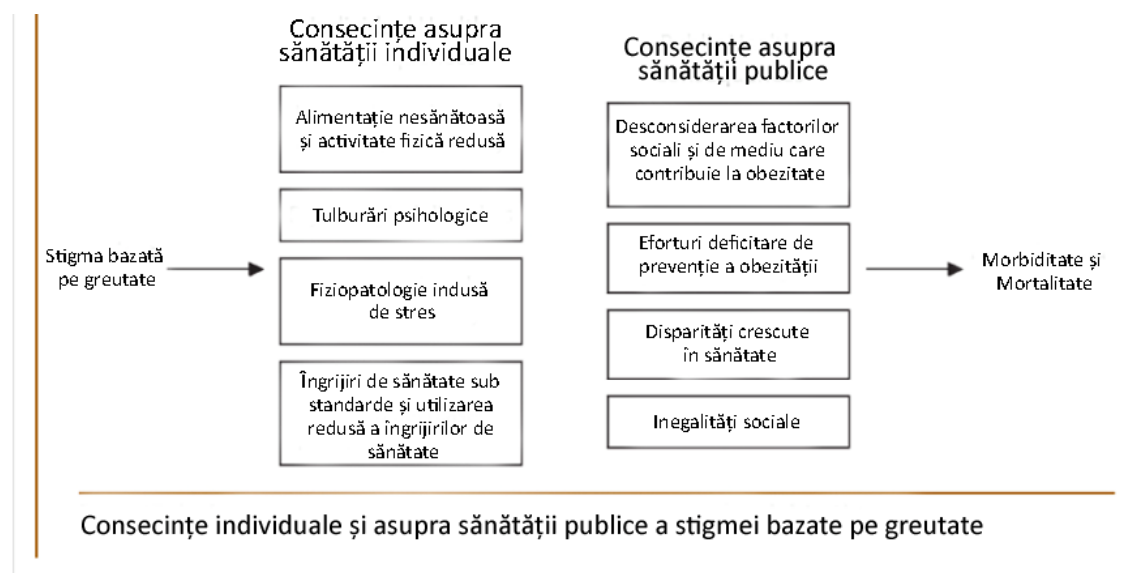 Consecințe asupra
sănătății individuale
Alimentație nesănătoasă
și activitate fizică redusă
Tulburări psihologice
Fiziopatologie indusă
de stres
Îngrijiri de sănătate sub
standarde și utilizarea
redusă a îngrijirilor de
sănătate
Consecințe asupra
sănătății publice
Desconsiderarea factorilor
sociali și de mediu care
contribuie la obezitate
Eforturi deficitare de
prevenție a obezității
Disparități crescute
în sănătate
Inegalități sociale
Stigma bazată
pe greutate
Morbiditate și
Mortalitate
Consecințe individuale și asupra sănătății publice a stigmei bazate pe greutate